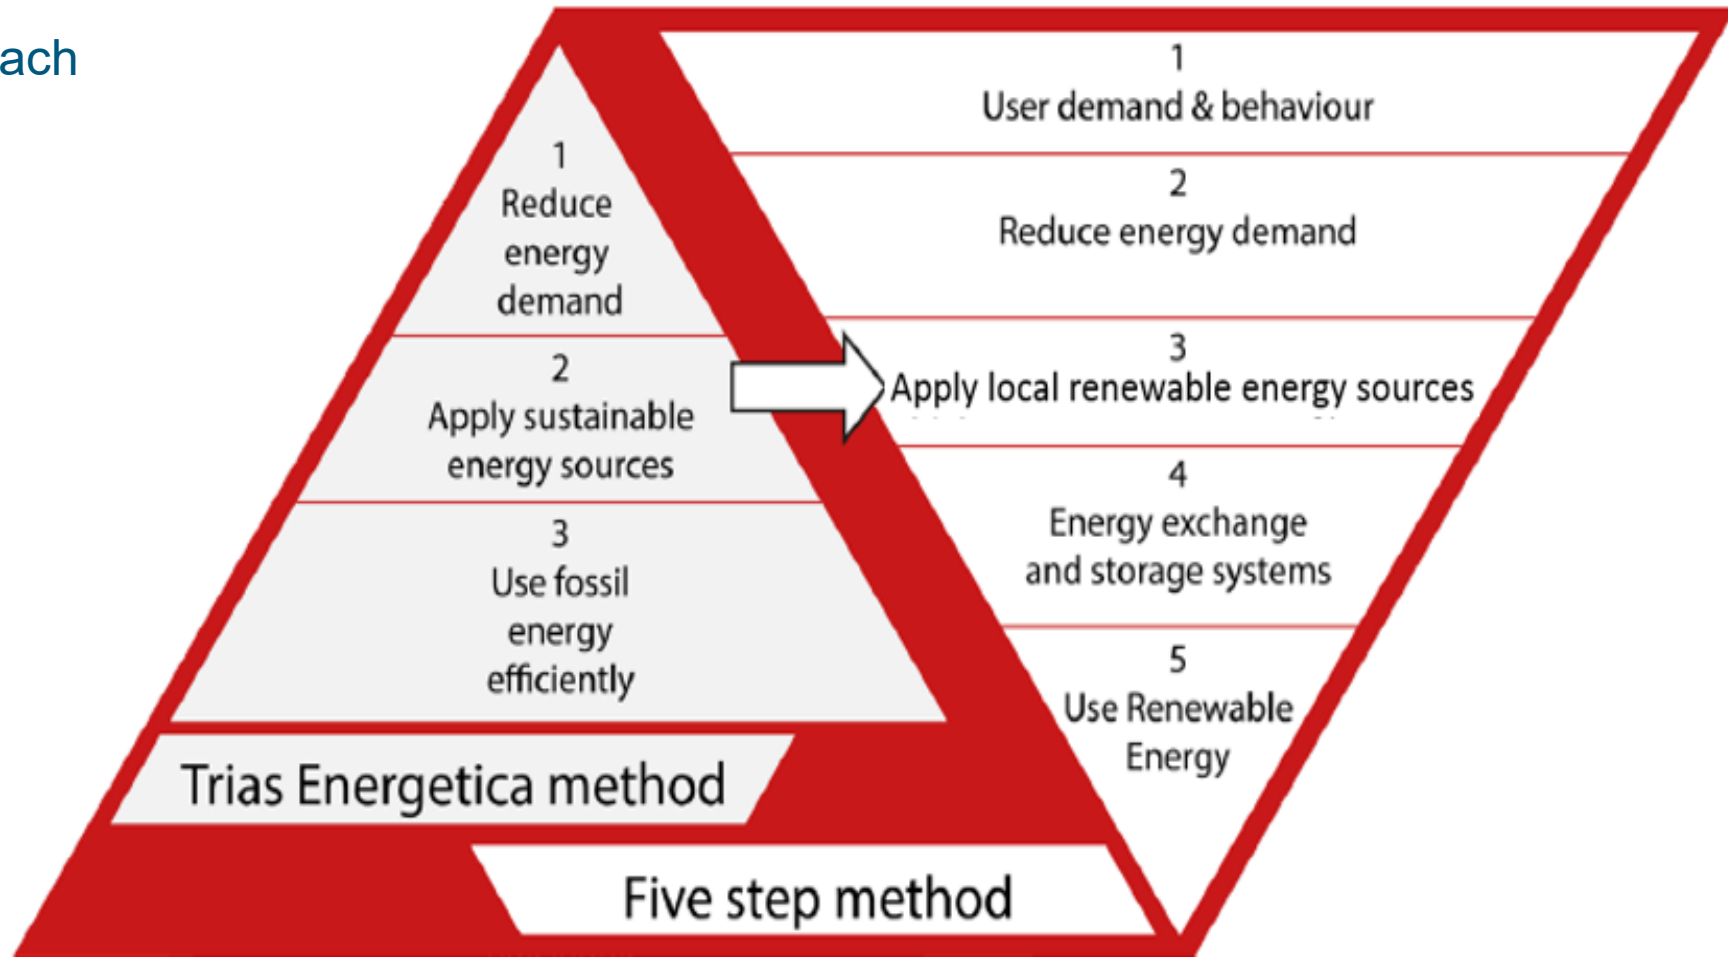 ach
1
Reduce
energy
demand
2
Apply sustainable
energy sources
3
Use fossil
energy
efficiently
Trias Energetica method
1
User demand & behaviour
2
Reduce energy demand
3
Apply local renewable energy sources
4
Energy exchange
and storage systems
5
Use Renewable
Energy
Five step method